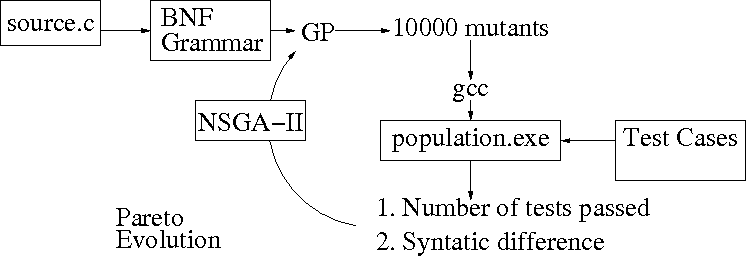 source.c
BNF
Grammar
GP
10000 mutants
gcc
NSGA-II
population.exe
Test Cases
1. Number of tests passed
2. Syntatic difference
Pareto
Evolution